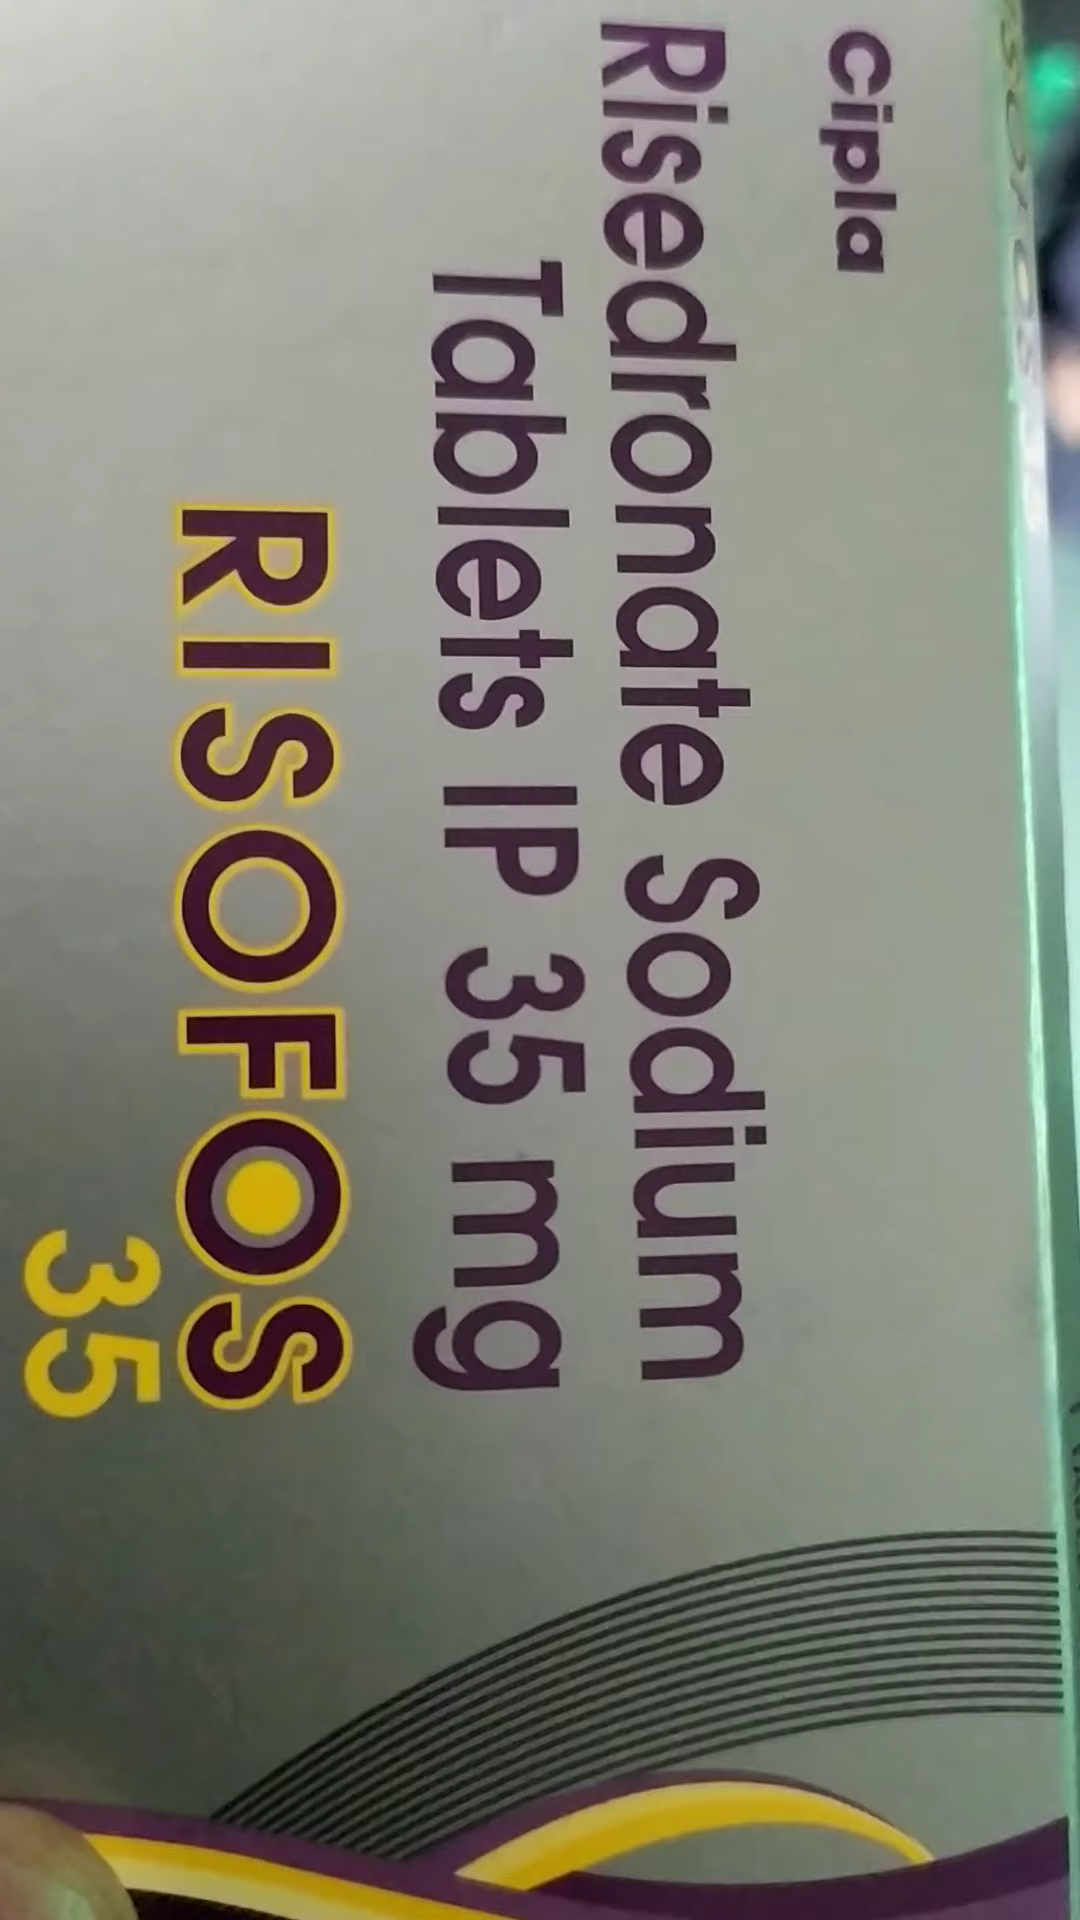 Cipla
Risedronate Sodium
Tablets IP 35 mg
RISOFOS
35